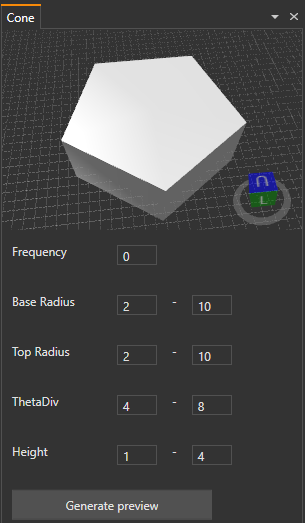 Cone
Frequency 0
Base Radius 2 - 10
Top Radius 2 - 10
ThetaDiv 4 - 8
Height 1 - 4
Generate preview